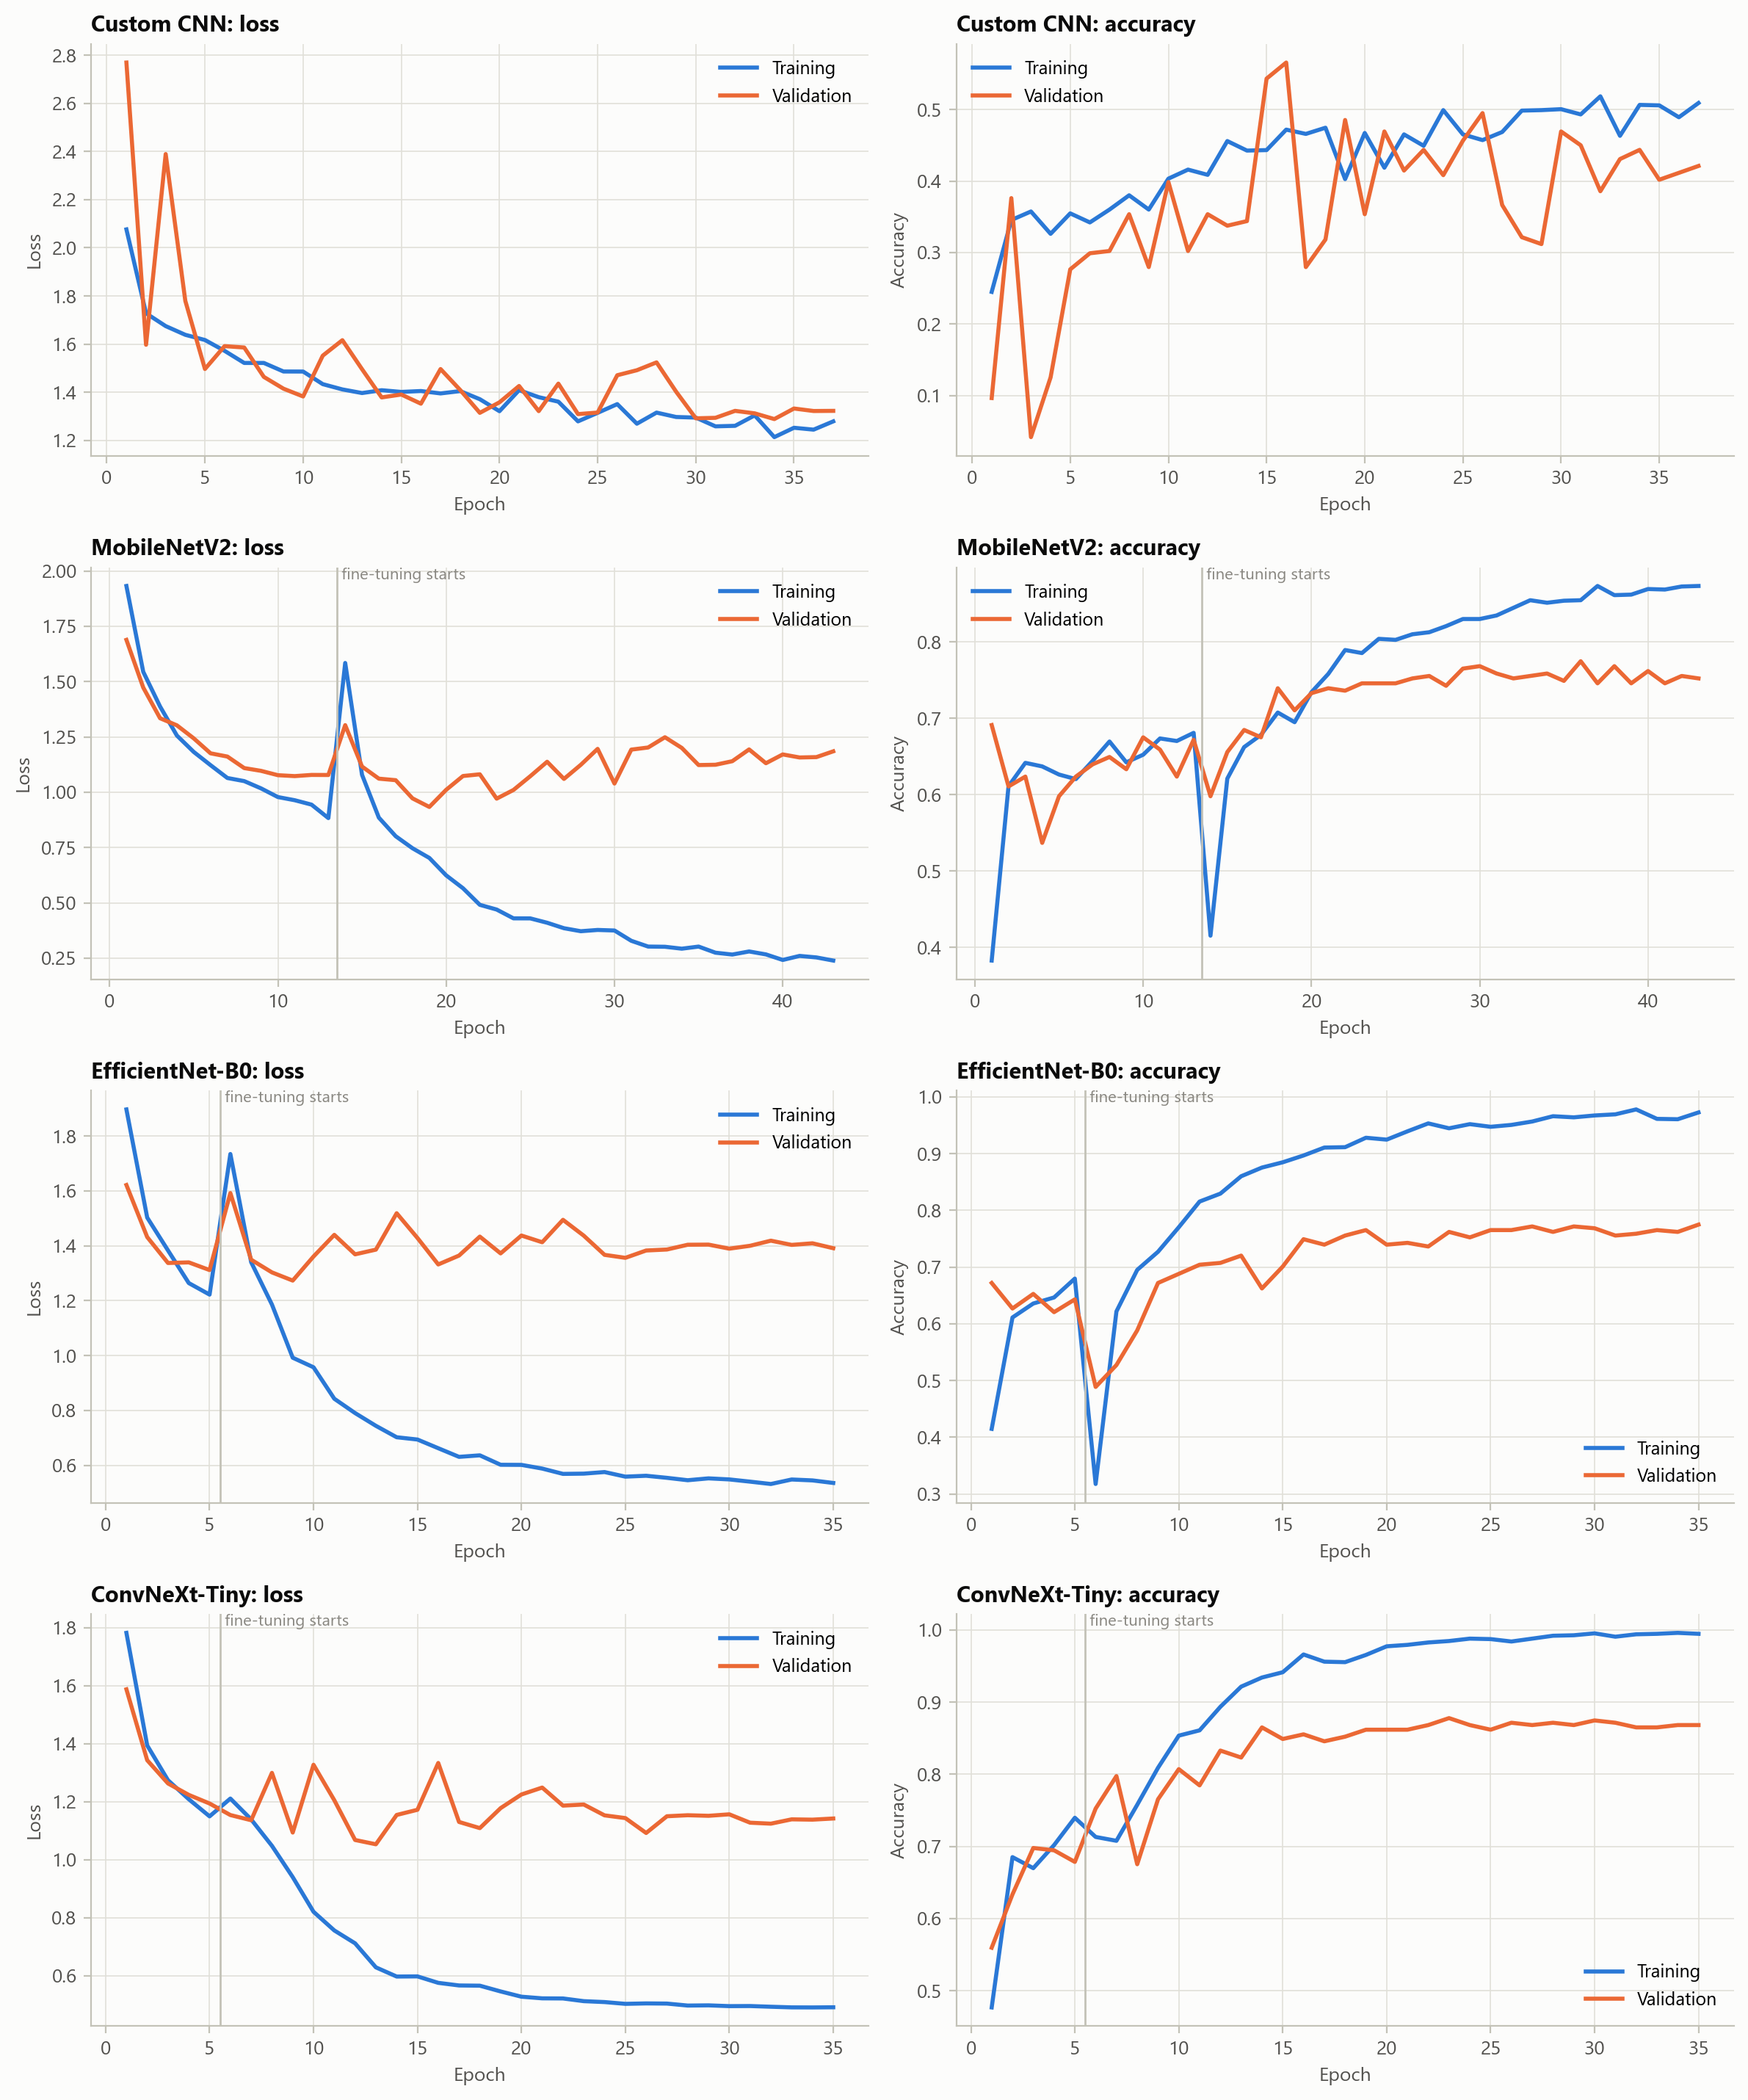 Custom CNN: loss
2.8
2.6
2.4
2.2
2.0
1.8
1.6
1.4
1.2
Loss
Training
Validation
0 5 10 15 20 25 30 35
Epoch
Custom CNN: accuracy
0.5
0.4
0.3
0.2
0.1
Accuracy
Training
Validation
0 5 10 15 20 25 30 35
Epoch
MobileNetV2: loss
fine-tuning starts
2.00
1.75
1.50
1.25
1.00
0.75
0.50
0.25
Loss
Training
Validation
0 10 20 30 40
Epoch
MobileNetV2: accuracy
fine-tuning starts
0.8
0.7
0.6
0.5
0.4
Accuracy
Training
Validation
0 10 20 30 40
Epoch
EfficientNet-B0: loss
fine-tuning starts
1.8
1.6
1.4
1.2
1.0
0.8
0.6
Loss
Training
Validation
0 5 10 15 20 25 30 35
Epoch
EfficientNet-B0: accuracy
fine-tuning starts
1.0
0.9
0.8
0.7
0.6
0.5
0.4
0.3
Accuracy
Training
Validation
0 5 10 15 20 25 30 35
Epoch
ConvNeXt-Tiny: loss
fine-tuning starts
1.8
1.6
1.4
1.2
1.0
0.8
0.6
Loss
Training
Validation
0 5 10 15 20 25 30 35
Epoch
ConvNeXt-Tiny: accuracy
fine-tuning starts
1.0
0.9
0.8
0.7
0.6
0.5
Accuracy
Training
Validation
0 5 10 15 20 25 30 35
Epoch